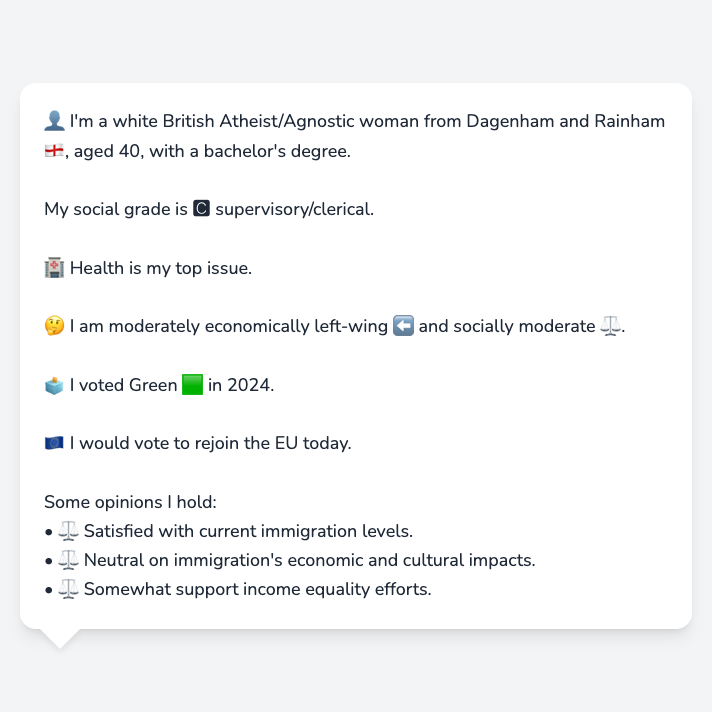 👤 I'm a white British Atheist/Agnostic woman from Dagenham and Rainham
🏴󠁧󠁢󠁥󠁮󠁧󠁿, aged 40, with a bachelor's degree.
My social grade is 🅲 supervisory/clerical.
🏥 Health is my top issue.
🤔 I am moderately economically left-wing ⬅️ and socially moderate ⚖️.
🗳️ I voted Green 🟩 in 2024.
🇪🇺 I would vote to rejoin the EU today.
Some opinions I hold:
• ⚖️ Satisfied with current immigration levels.
• ⚖️ Neutral on immigration's economic and cultural impacts.
• ⚖️ Somewhat support income equality efforts.